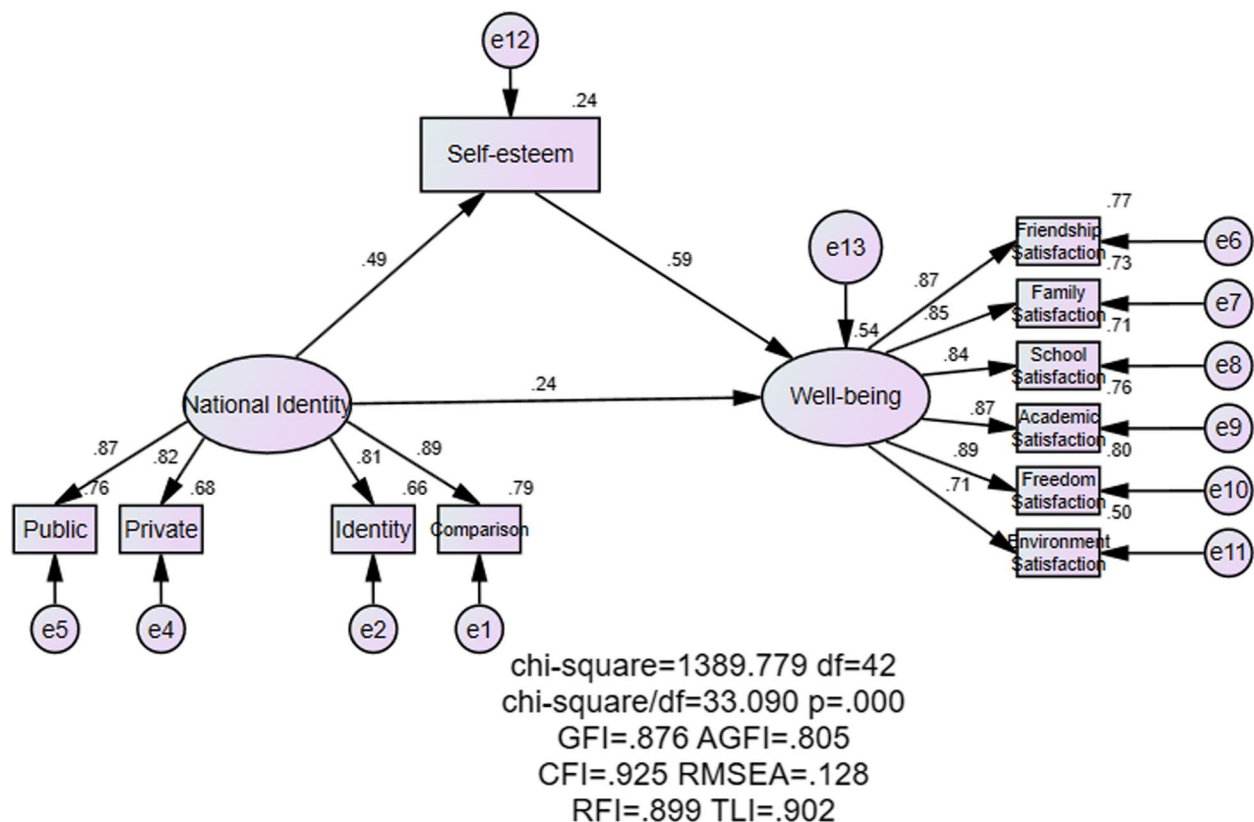 e12
.24
Self-esteem
.49
.59
e13
.54
National Identity
.24
Well-being
.87
.82
.81
.89
.76
.68
.66
.79
Public
Private
Identity
Comparison
e5
e4
e2
e1
.87
.85
.84
.87
.89
.71
.77
Friendship
Satisfaction
e6
.73
Family
Satisfaction
e7
.71
School
Satisfaction
e8
.76
Academic
Satisfaction
e9
.80
Freedom
Satisfaction
e10
.50
Environment
Satisfaction
e11
chi-square=1389.779 df=42
chi-square/df=33.090 p=.000
GFI=.876 AGFI=.805
CFI=.925 RMSEA=.128
RFI=.899 TLI=.902